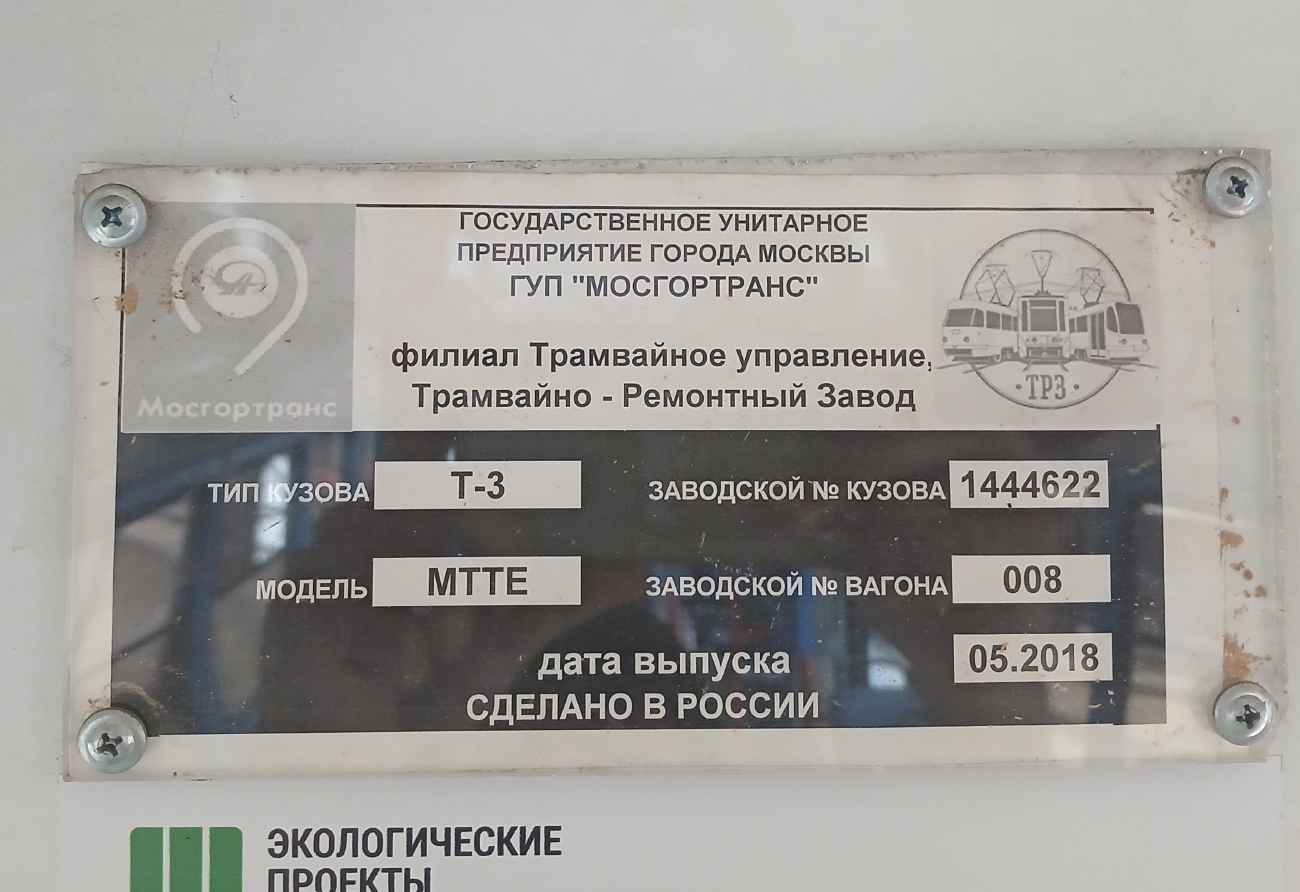 ГОСУДАРСТВЕННОЕ УНИТАРНОЕ
ПРЕДПРИЯТИЕ ГОРОДА МОСКВЫ
ГУП "МОСГОРТРАНС"
филиал Трамвайное управление,
Трамвайно - Ремонтный Завод
Мосгортранс
·ТРЗ·
ТИП КУЗОВА Т-3 ЗАВОДСКОЙ № КУЗОВА 1444622
МОДЕЛЬ МТТЕ ЗАВОДСКОЙ № ВАГОНА 008
дата выпуска 05.2018
СДЕЛАНО В РОССИИ
ЭКОЛОГИЧЕСКИЕ
ПРОЕКТЫ